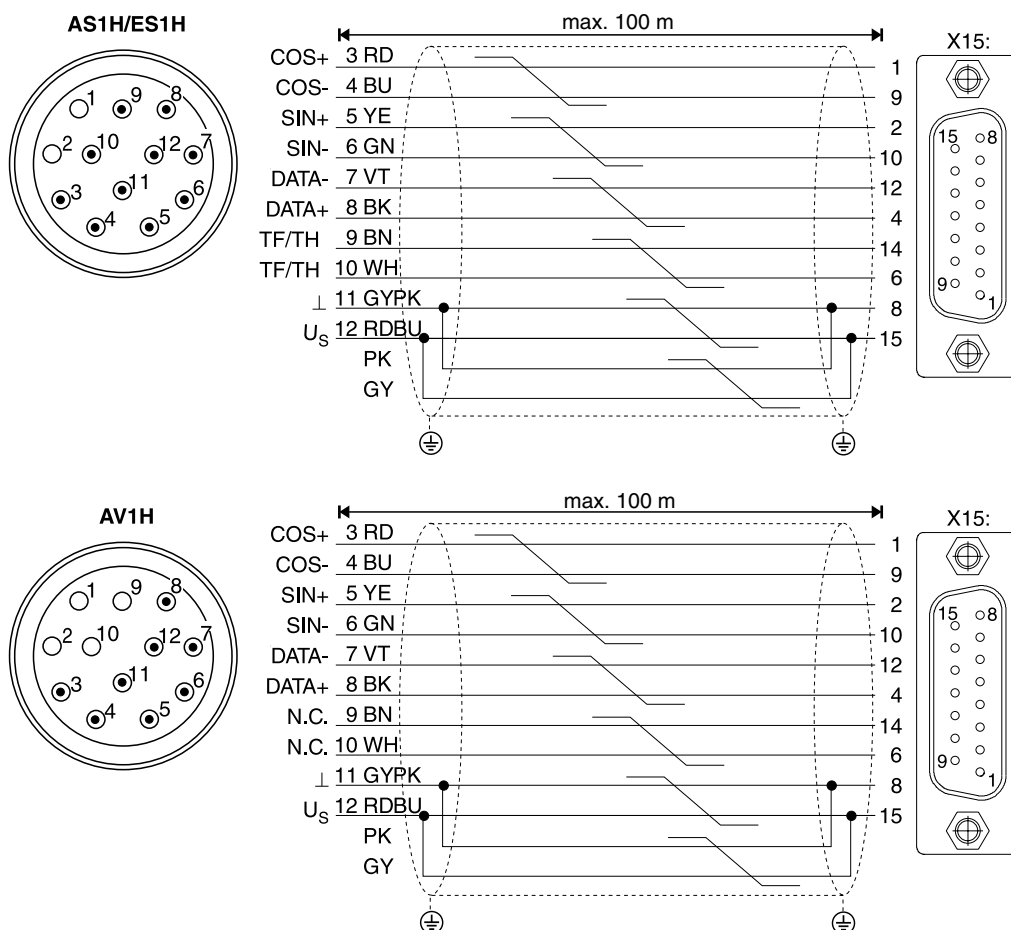 AS1H/ES1H
max. 100 m
X15:
1
9
8
2
10
12
7
11
3
6
4
5
COS+ 3 RD 1
COS- 4 BU 9
SIN+ 5 YE 2
SIN- 6 GN 10
DATA- 7 VT 12
DATA+ 8 BK 4
TF/TH 9 BN 14
TF/TH 10 WH 6
⊥ 11 GYPK 8
US 12 RDBU 15
PK
GY
15
8
9
1
AV1H
max. 100 m
X15:
1
9
8
2
10
12
7
11
3
6
4
5
COS+ 3 RD 1
COS- 4 BU 9
SIN+ 5 YE 2
SIN- 6 GN 10
DATA- 7 VT 12
DATA+ 8 BK 4
N.C. 9 BN 14
N.C. 10 WH 6
⊥ 11 GYPK 8
US 12 RDBU 15
PK
GY
15
8
9
1